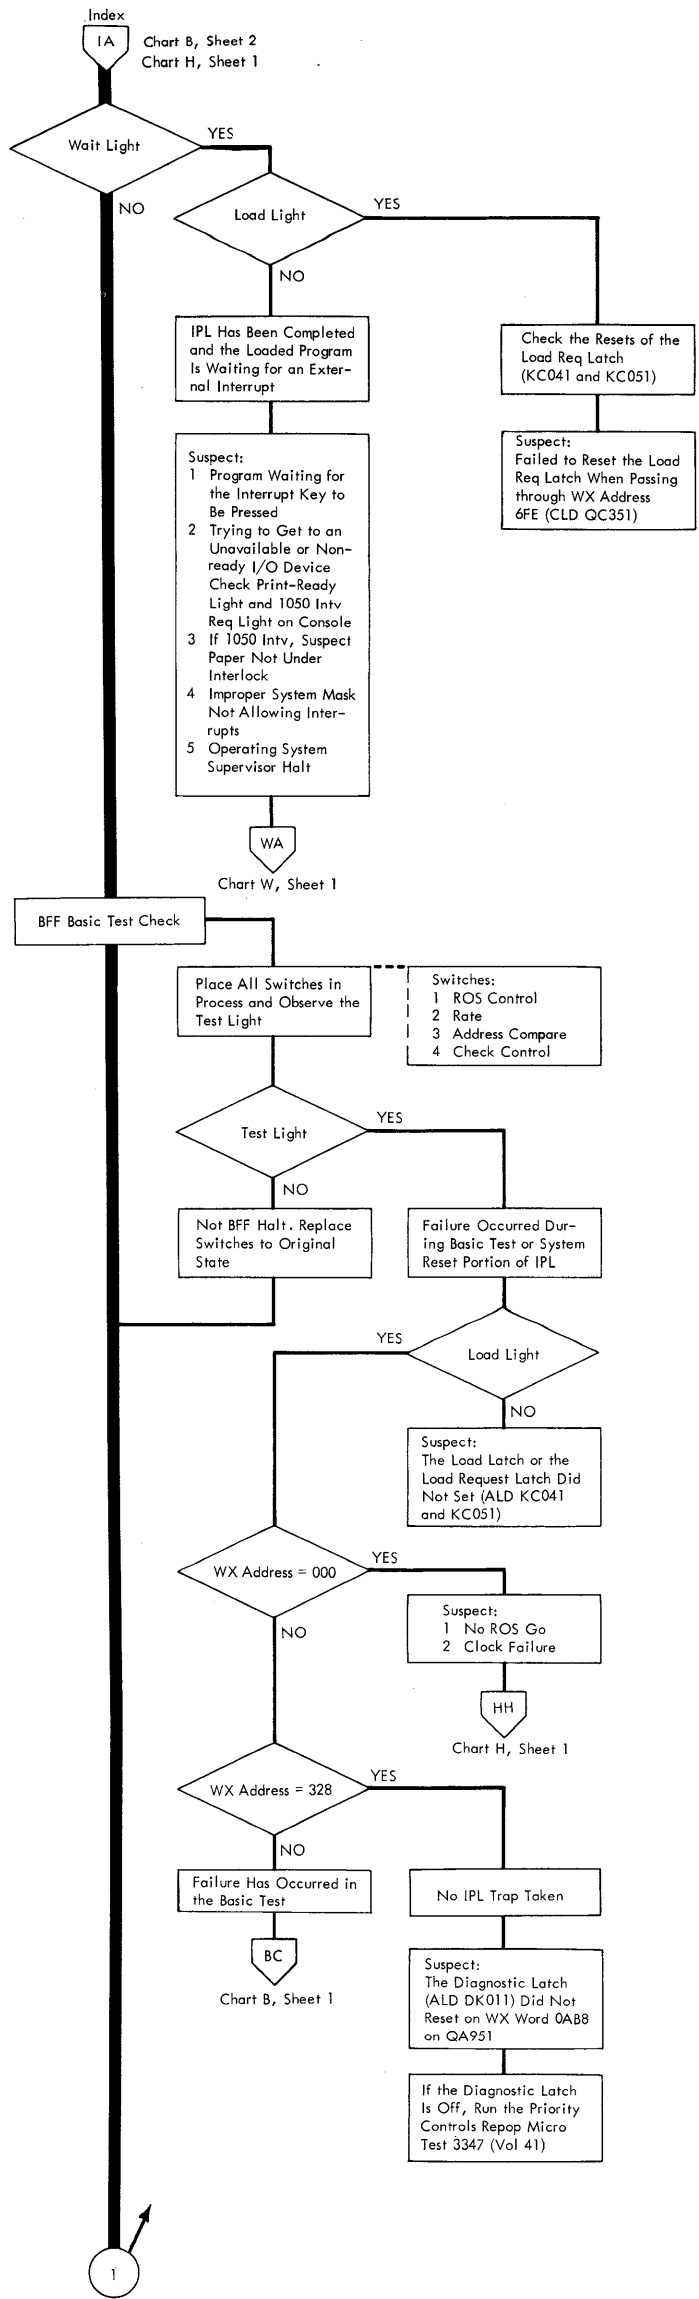 Index
IA
Chart B, Sheet 2
Chart H, Sheet 1
Wait Light
YES
NO
Load Light
YES
NO
IPL Has Been Completed
and the Loaded Program
Is Waiting for an Exter-
nal Interrupt
Check the Resets of the
Load Req Latch
(KC041 and KC051)
Suspect:
Failed to Reset the Load
Req Latch When Passing
through WX Address
6FE (CLD QC351)
Suspect:
1 Program Waiting for
the Interrupt Key to
Be Pressed
2 Trying to Get to an
Unavailable or Non-
ready I/O Device
Check Print-Ready
Light and 1050 Intv
Req Light on Console
3 If 1050 Intv, Suspect
Paper Not Under
Interlock
4 Improper System Mask
Not Allowing Inter-
rupts
5 Operating System
Supervisor Halt
WA
Chart W, Sheet 1
BFF Basic Test Check
Place All Switches in
Process and Observe the
Test Light
Switches:
1 ROS Control
2 Rate
3 Address Compare
4 Check Control
Test Light
YES
NO
Not BFF Halt. Replace
Switches to Original
State
Failure Occurred Dur-
ing Basic Test or System
Reset Portion of IPL
YES
Load Light
NO
Suspect:
The Load Latch or the
Load Request Latch Did
Not Set (ALD KC041
and KC051)
WX Address = 000
YES
NO
Suspect:
1 No ROS Go
2 Clock Failure
HH
Chart H, Sheet 1
WX Address = 328
YES
NO
Failure Has Occurred in
the Basic Test
BC
Chart B, Sheet 1
No IPL Trap Taken
Suspect:
The Diagnostic Latch
(ALD DK011) Did Not
Reset on WX Word 0AB8
on QA951
If the Diagnostic Latch
Is Off, Run the Priority
Controls Repop Micro
Test 3347 (Vol 41)
1